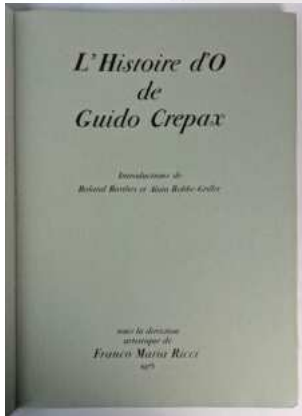 L'Histoire d'O
de
Guido Crepax
Introductions de
Roland Barthes et Alain Robbe-Grillet
sous la direction
artistique de
Franco Maria Ricci
1975